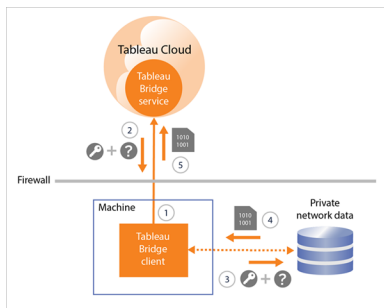 Tableau Cloud
Tableau
Bridge
service
2
1010
1001
+ ?
5
Firewall
Machine
1
Private
network data
1010
1001
4
Tableau
Bridge
client
3
+ ?